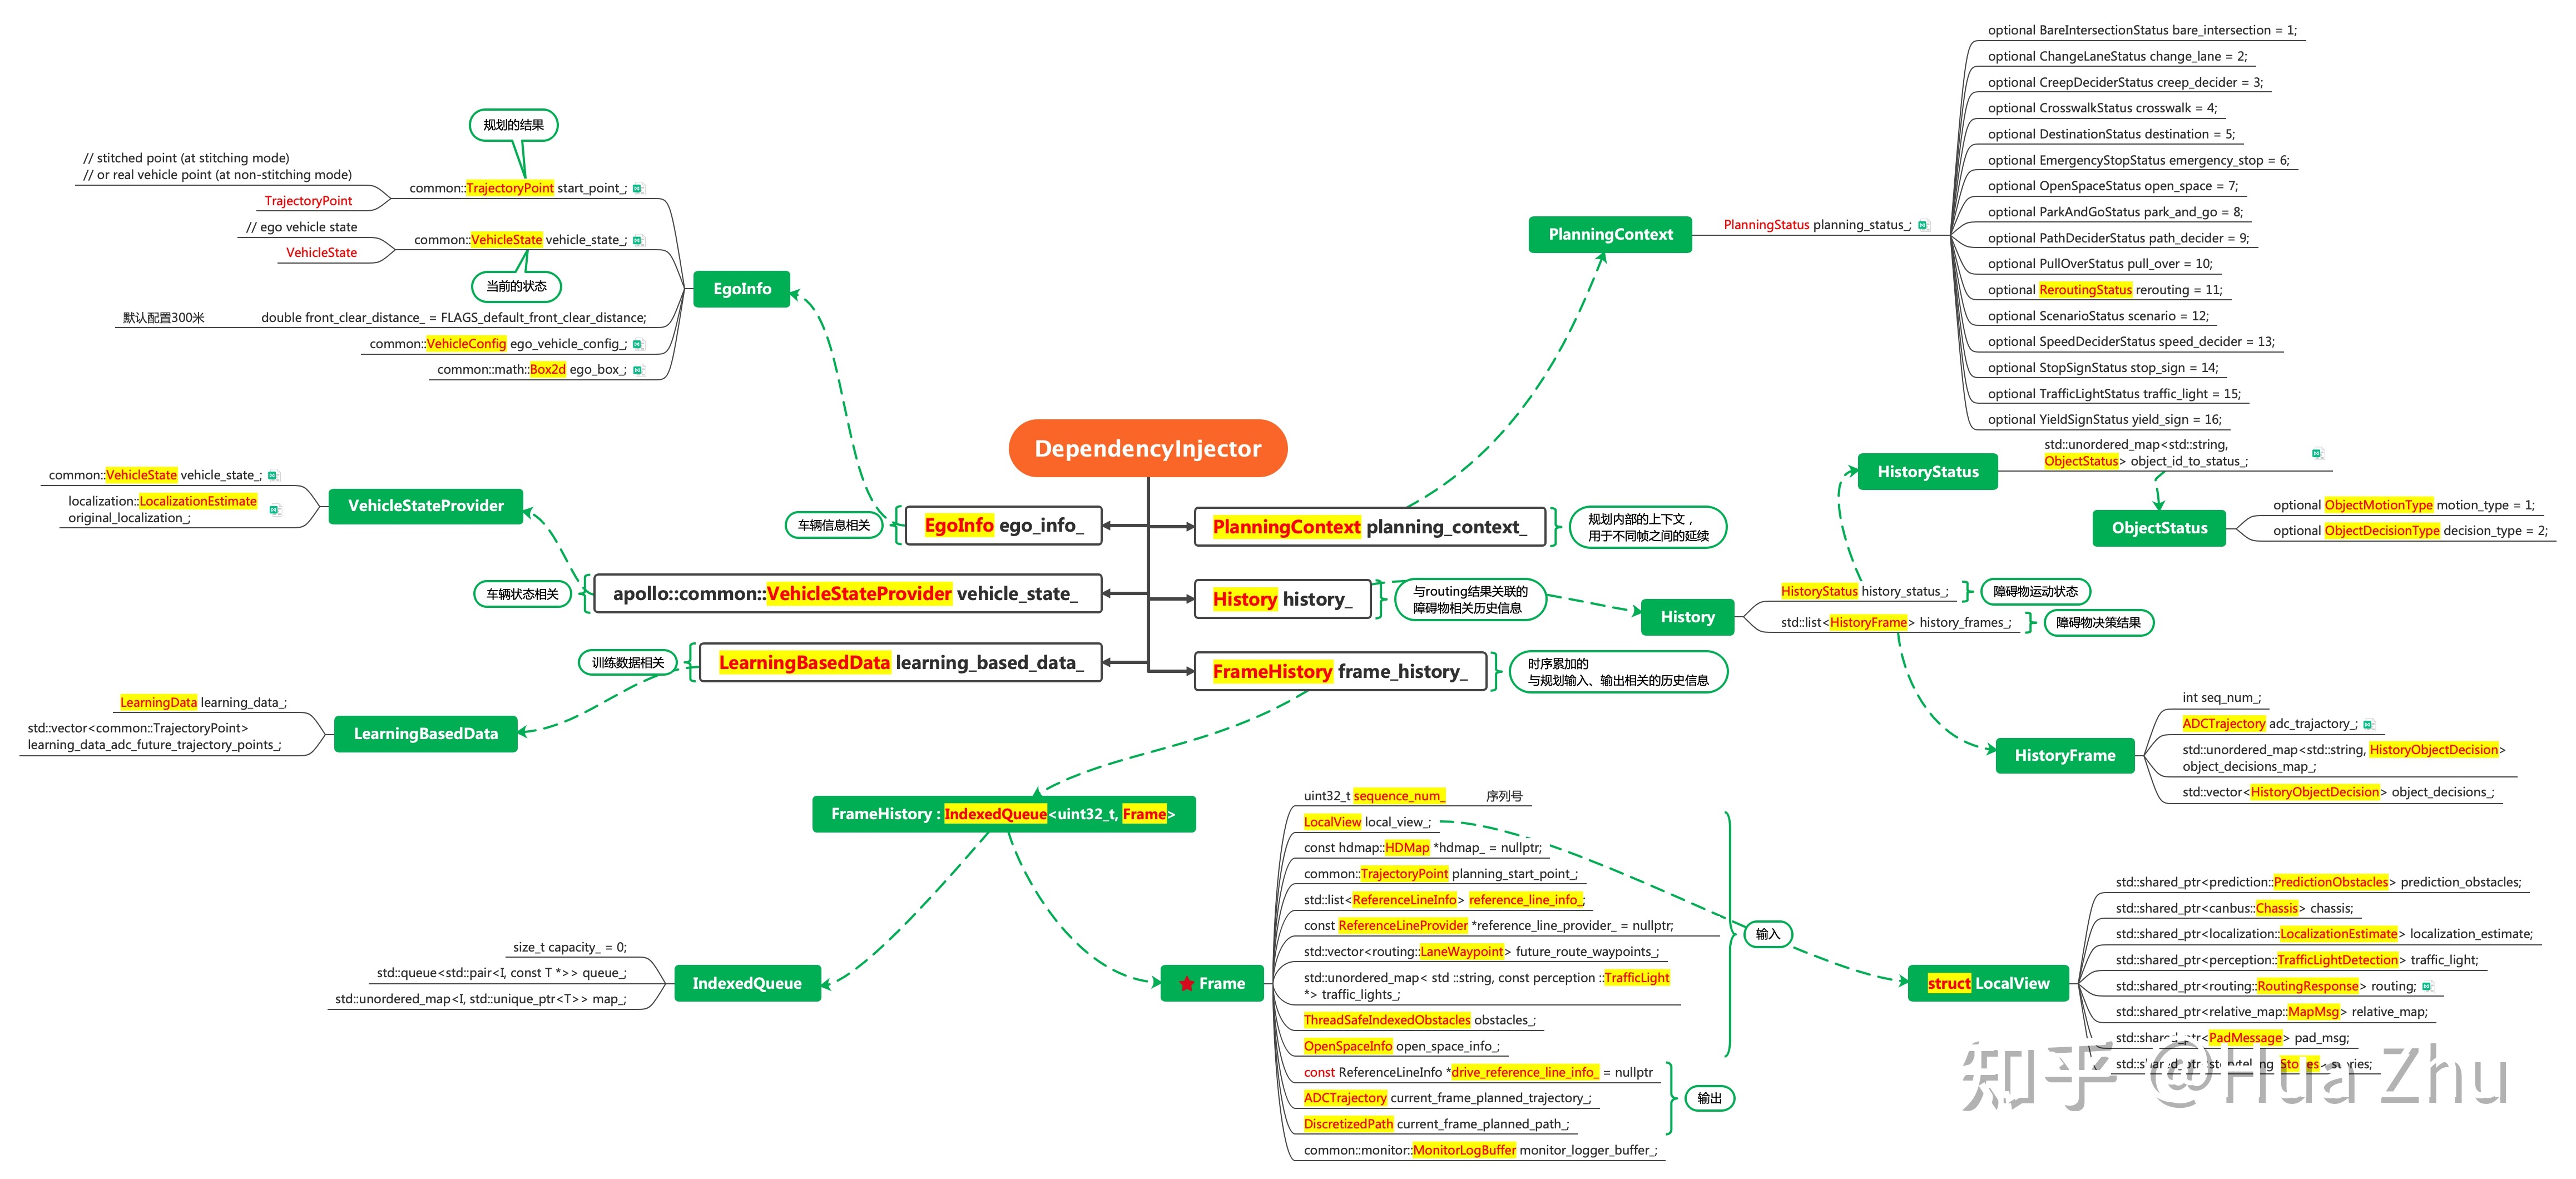 DependencyInjector
EgoInfo ego_info_
车辆信息相关
apollo::common::VehicleStateProvider vehicle_state_
车辆状态相关
LearningBasedData learning_based_data_
训练数据相关
PlanningContext planning_context_
规划内部的上下文，
用于不同帧之间的延续
History history_
与routing结果关联的
障碍物相关历史信息
FrameHistory frame_history_
时序累加的
与规划输入、输出相关的历史信息
EgoInfo
规划的结果
common::TrajectoryPoint start_point_;
// stitched point (at stitching mode)
// or real vehicle point (at non-stitching mode)
TrajectoryPoint
common::VehicleState vehicle_state_;
// ego vehicle state
VehicleState
当前的状态
double front_clear_distance_ = FLAGS_default_front_clear_distance;
默认配置300米
common::VehicleConfig ego_vehicle_config_;
common::math::Box2d ego_box_;
VehicleStateProvider
common::VehicleState vehicle_state_;
localization::LocalizationEstimate
original_localization_;
LearningBasedData
LearningData learning_data_;
std::vector<common::TrajectoryPoint>
learning_data_adc_future_trajectory_points_;
PlanningContext
PlanningStatus planning_status_;
optional BareIntersectionStatus bare_intersection = 1;
optional ChangeLaneStatus change_lane = 2;
optional CreepDeciderStatus creep_decider = 3;
optional CrosswalkStatus crosswalk = 4;
optional DestinationStatus destination = 5;
optional EmergencyStopStatus emergency_stop = 6;
optional OpenSpaceStatus open_space = 7;
optional ParkAndGoStatus park_and_go = 8;
optional PathDeciderStatus path_decider = 9;
optional PullOverStatus pull_over = 10;
optional ReroutingStatus rerouting = 11;
optional ScenarioStatus scenario = 12;
optional SpeedDeciderStatus speed_decider = 13;
optional StopSignStatus stop_sign = 14;
optional TrafficLightStatus traffic_light = 15;
optional YieldSignStatus yield_sign = 16;
HistoryStatus
std::unordered_map<std::string,
ObjectStatus> object_id_to_status_;
ObjectStatus
optional ObjectMotionType motion_type = 1;
optional ObjectDecisionType decision_type = 2;
History
HistoryStatus history_status_;
障碍物运动状态
std::list<HistoryFrame> history_frames_;
障碍物决策结果
HistoryFrame
int seq_num_;
ADCTrajectory adc_trajactory_;
std::unordered_map<std::string, HistoryObjectDecision>
object_decisions_map_;
std::vector<HistoryObjectDecision> object_decisions_;
FrameHistory : IndexedQueue<uint32_t, Frame>
IndexedQueue
size_t capacity_ = 0;
std::queue<std::pair<I, const T *>> queue_;
std::unordered_map<I, std::unique_ptr<T>> map_;
Frame
uint32_t sequence_num_
序列号
LocalView local_view_;
const hdmap::HDMap *hdmap_ = nullptr;
common::TrajectoryPoint planning_start_point_;
std::list<ReferenceLineInfo> reference_line_info_;
const ReferenceLineProvider *reference_line_provider_ = nullptr;
std::vector<routing::LaneWaypoint> future_route_waypoints_;
std::unordered_map< std ::string, const perception ::TrafficLight
*> traffic_lights_;
ThreadSafeIndexedObstacles obstacles_;
OpenSpaceInfo open_space_info_;
输入
const ReferenceLineInfo *drive_reference_line_info_ = nullptr
ADCTrajectory current_frame_planned_trajectory_;
DiscretizedPath current_frame_planned_path_;
输出
common::monitor::MonitorLogBuffer monitor_logger_buffer_;
struct LocalView
std::shared_ptr<prediction::PredictionObstacles> prediction_obstacles;
std::shared_ptr<canbus::Chassis> chassis;
std::shared_ptr<localization::LocalizationEstimate> localization_estimate;
std::shared_ptr<perception::TrafficLightDetection> traffic_light;
std::shared_ptr<routing::RoutingResponse> routing;
std::shared_ptr<relative_map::MapMsg> relative_map;
std::shared_ptr<PadMessage> pad_msg;
知乎 @Hua Zhu